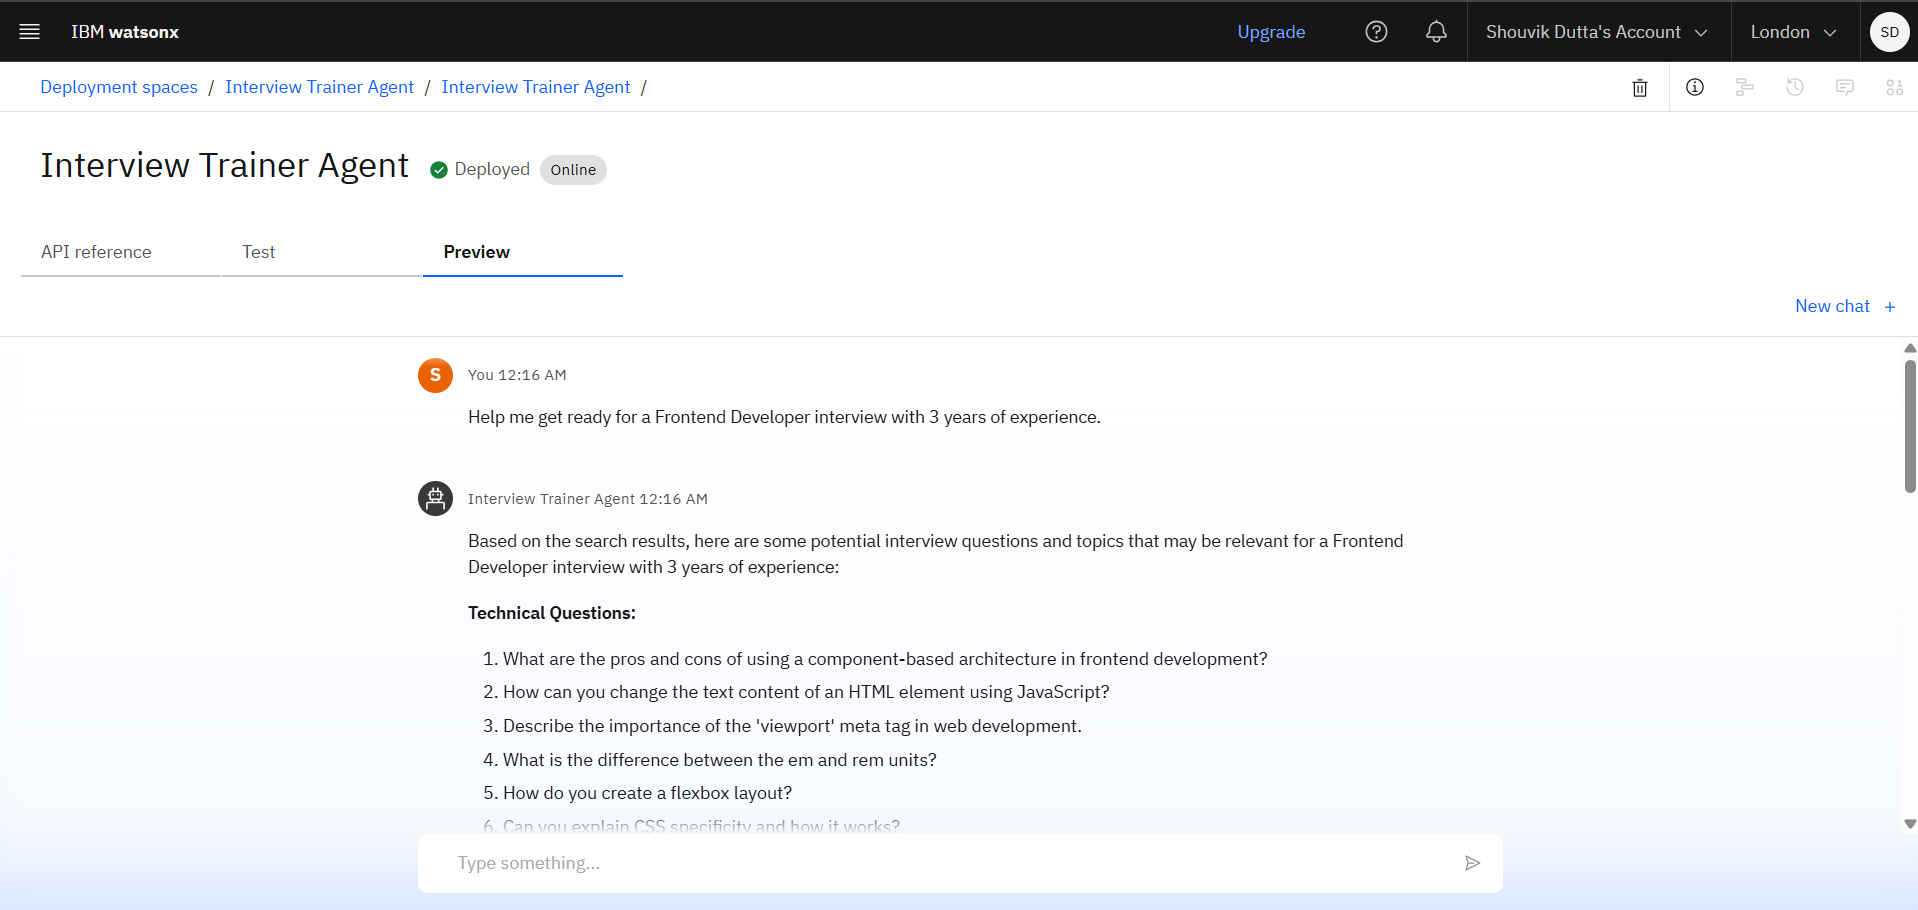 IBM watsonx
Upgrade
Shouvik Dutta's Account
London
SD
Deployment spaces / Interview Trainer Agent / Interview Trainer Agent /
Interview Trainer Agent
Deployed
Online
API reference
Test
Preview
New chat +
S
You 12:16 AM
Help me get ready for a Frontend Developer interview with 3 years of experience.
Interview Trainer Agent 12:16 AM
Based on the search results, here are some potential interview questions and topics that may be relevant for a Frontend
Developer interview with 3 years of experience:
Technical Questions:
1. What are the pros and cons of using a component-based architecture in frontend development?
2. How can you change the text content of an HTML element using JavaScript?
3. Describe the importance of the 'viewport' meta tag in web development.
4. What is the difference between the em and rem units?
5. How do you create a flexbox layout?
6. Can you explain CSS specificity and how it works?
Type something...